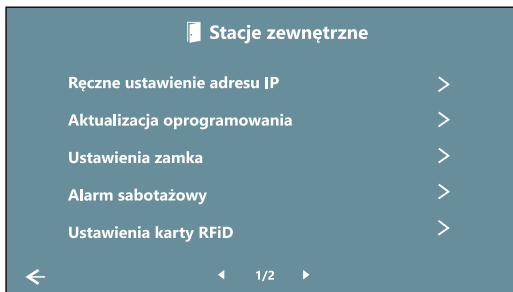 Stacje zewnętrzne
Ręczne ustawienie adresu IP
Aktualizacja oprogramowania
Ustawienia zamka
Alarm sabotażowy
Ustawienia karty RFiD
1/2